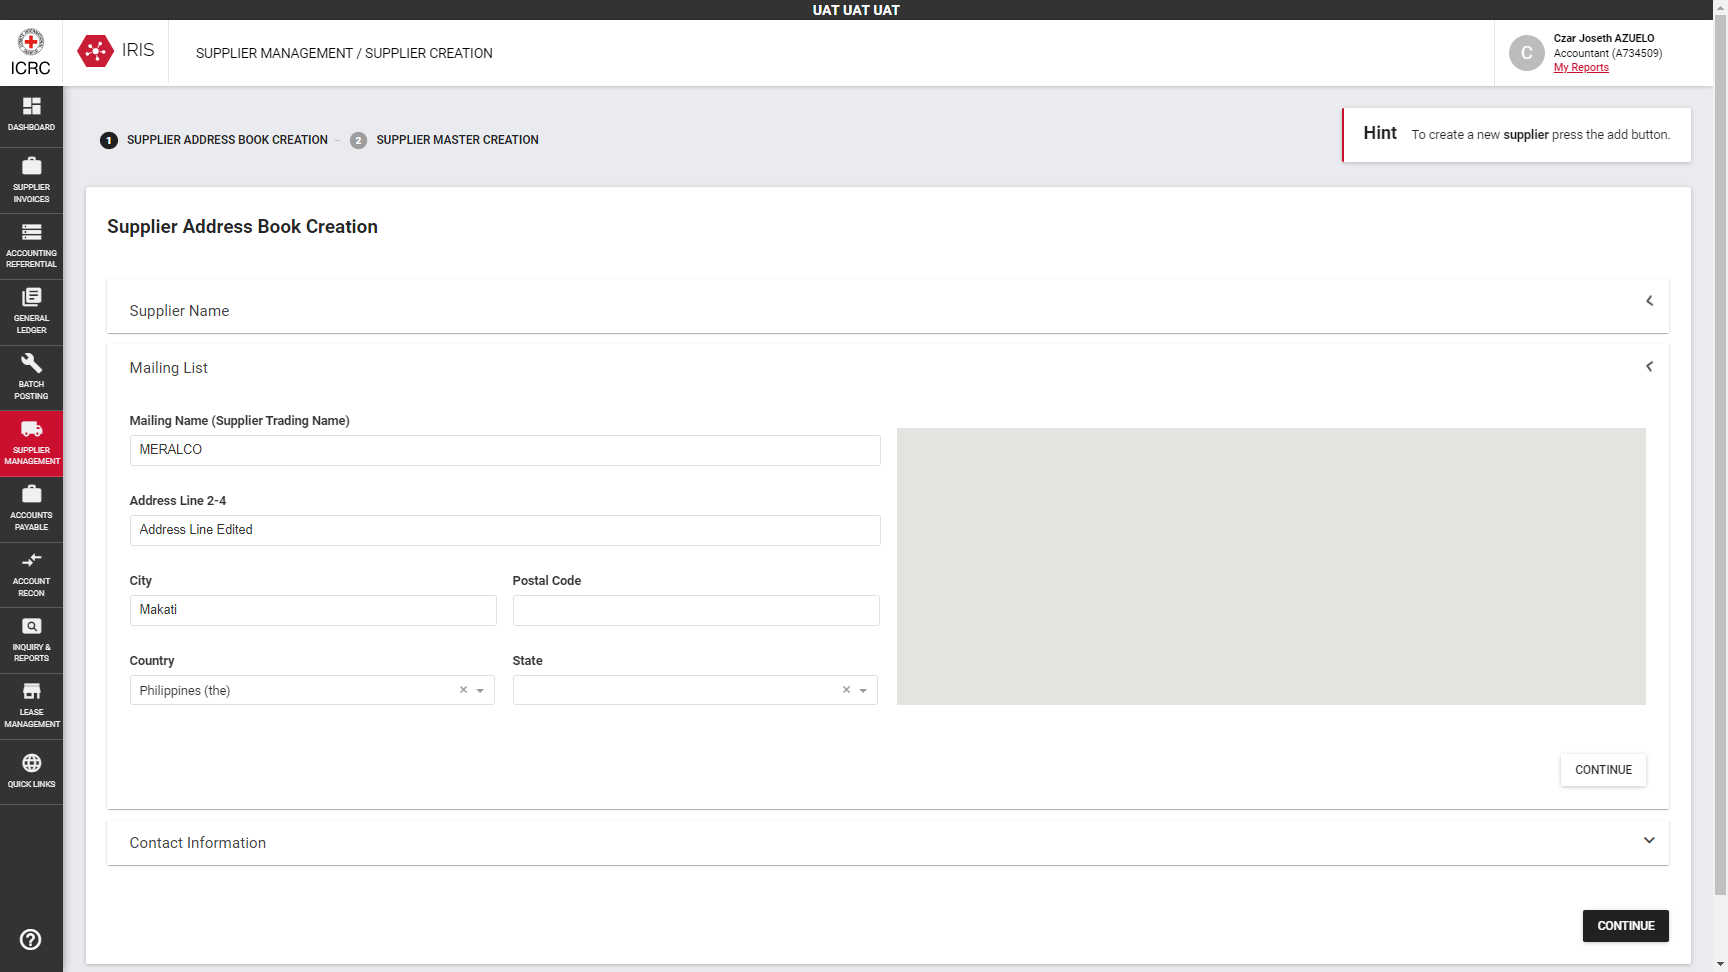 UAT UAT UAT
ICRC
IRIS
SUPPLIER MANAGEMENT / SUPPLIER CREATION
C
Czar Joseth AZUELO
Accountant (A734509)
My Reports
DASHBOARD
SUPPLIER
INVOICES
ACCOUNTING
REFERENTIAL
GENERAL
LEDGER
BATCH
POSTING
SUPPLIER
MANAGEMENT
ACCOUNTS
PAYABLE
ACCOUNT
RECON
INQUIRY &
REPORTS
LEASE
MANAGEMENT
QUICK LINKS
1 SUPPLIER ADDRESS BOOK CREATION – 2 SUPPLIER MASTER CREATION
Hint To create a new supplier press the add button.
Supplier Address Book Creation
Supplier Name
Mailing List
Mailing Name (Supplier Trading Name)
MERALCO
Address Line 2-4
Address Line Edited
City Postal Code
Makati
Country State
Philippines (the)
CONTINUE
Contact Information
CONTINUE